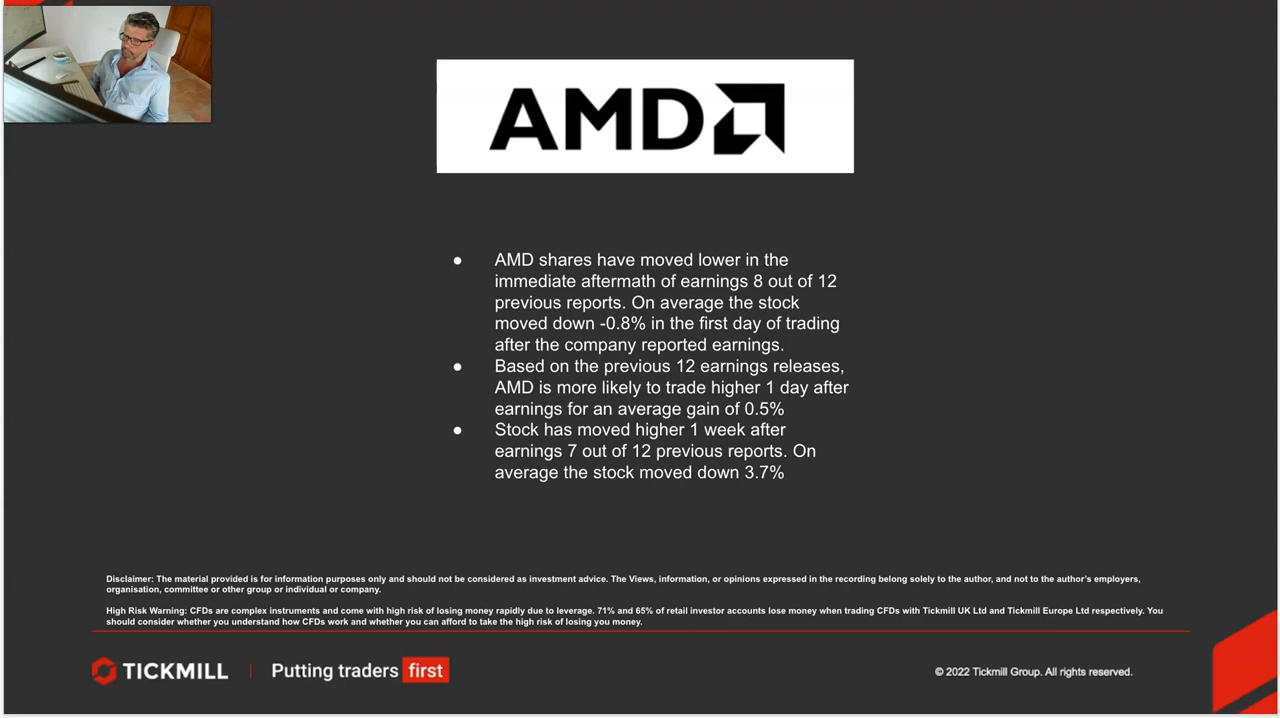 AMD
● AMD shares have moved lower in the
immediate aftermath of earnings 8 out of 12
previous reports. On average the stock
moved down -0.8% in the first day of trading
after the company reported earnings.
● Based on the previous 12 earnings releases,
AMD is more likely to trade higher 1 day after
earnings for an average gain of 0.5%
● Stock has moved higher 1 week after
earnings 7 out of 12 previous reports. On
average the stock moved down 3.7%
Disclaimer: The material provided is for information purposes only and should not be considered as investment advice. The Views, information, or opinions expressed in the recording belong solely to the author, and not to the author's employers,
organisation, committee or other group or individual or company.
High Risk Warning: CFDs are complex instruments and come with high risk of losing money rapidly due to leverage. 71% and 65% of retail investor accounts lose money when trading CFDs with Tickmill UK Ltd and Tickmill Europe Ltd respectively. You
should consider whether you understand how CFDs work and whether you can afford to take the high risk of losing you money.
TICKMILL | Putting traders first
© 2022 Tickmill Group. All rights reserved.